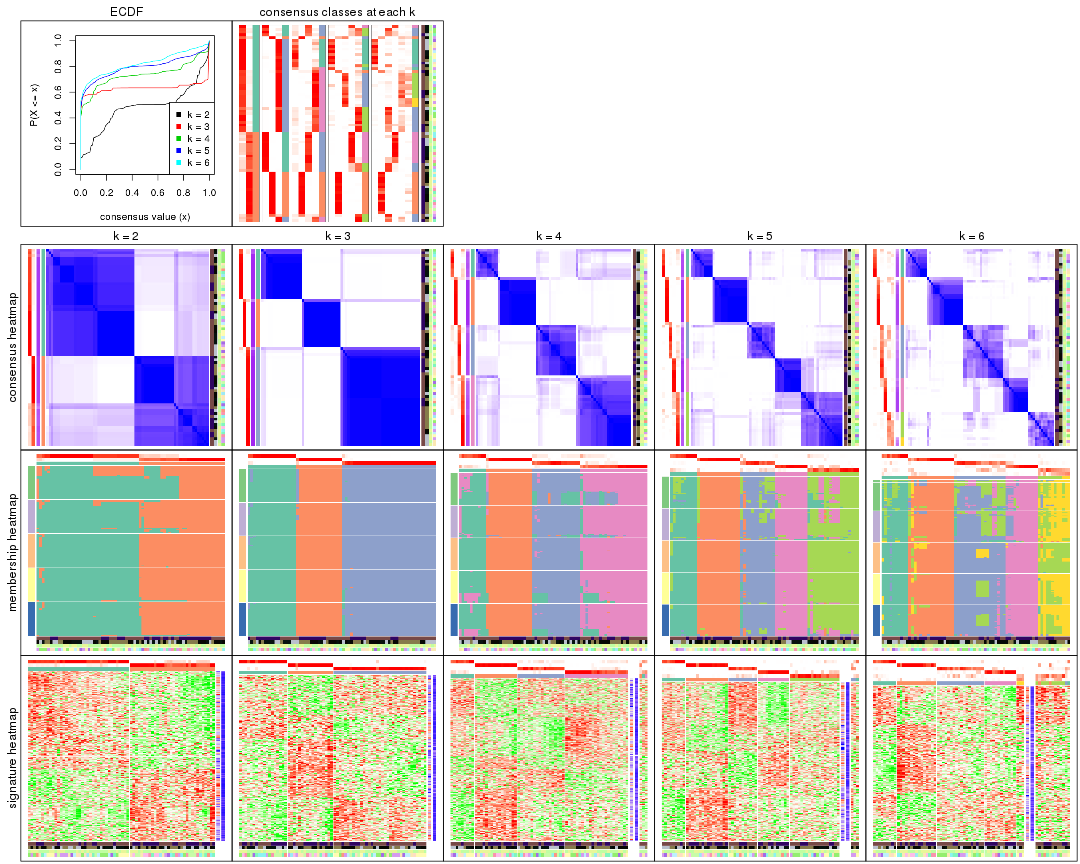 ECDF
consensus classes at each k
P(X <= x)
0.0 0.2 0.4 0.6 0.8 1.0
k = 2
k = 3
k = 4
k = 5
k = 6
0.0 0.2 0.4 0.6 0.8 1.0
consensus value (x)
k = 2
k = 3
k = 4
k = 5
k = 6
consensus heatmap
membership heatmap
signature heatmap